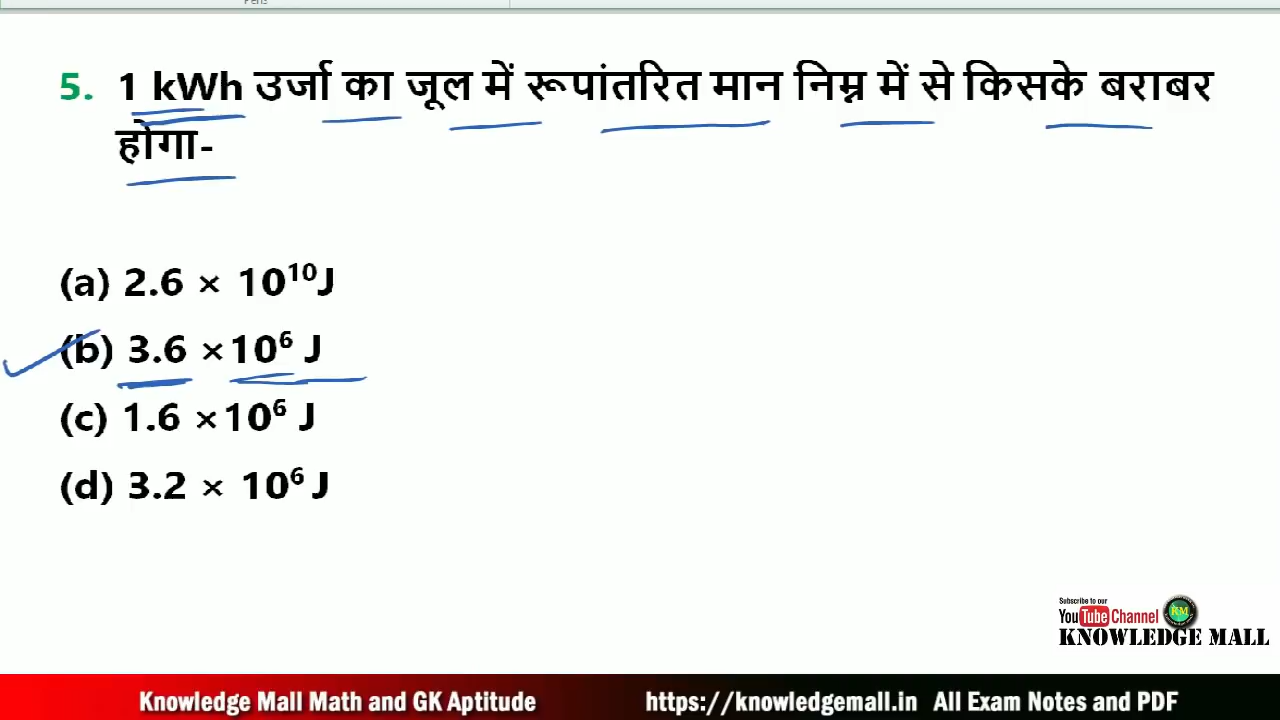 Pens
5. 1 kWh उर्जा का जूल में रूपांतरित मान निम्न में से किसके बराबर
होगा-
(a) 2.6 × 10¹⁰J
(b) 3.6 ×10⁶ J
(c) 1.6 ×10⁶ J
(d) 3.2 × 10⁶ J
Subscribe to our
YouTube Channel
KM
KNOWLEDGE MALL
Knowledge Mall Math and GK Aptitude https://knowledgemall.in All Exam Notes and PDF